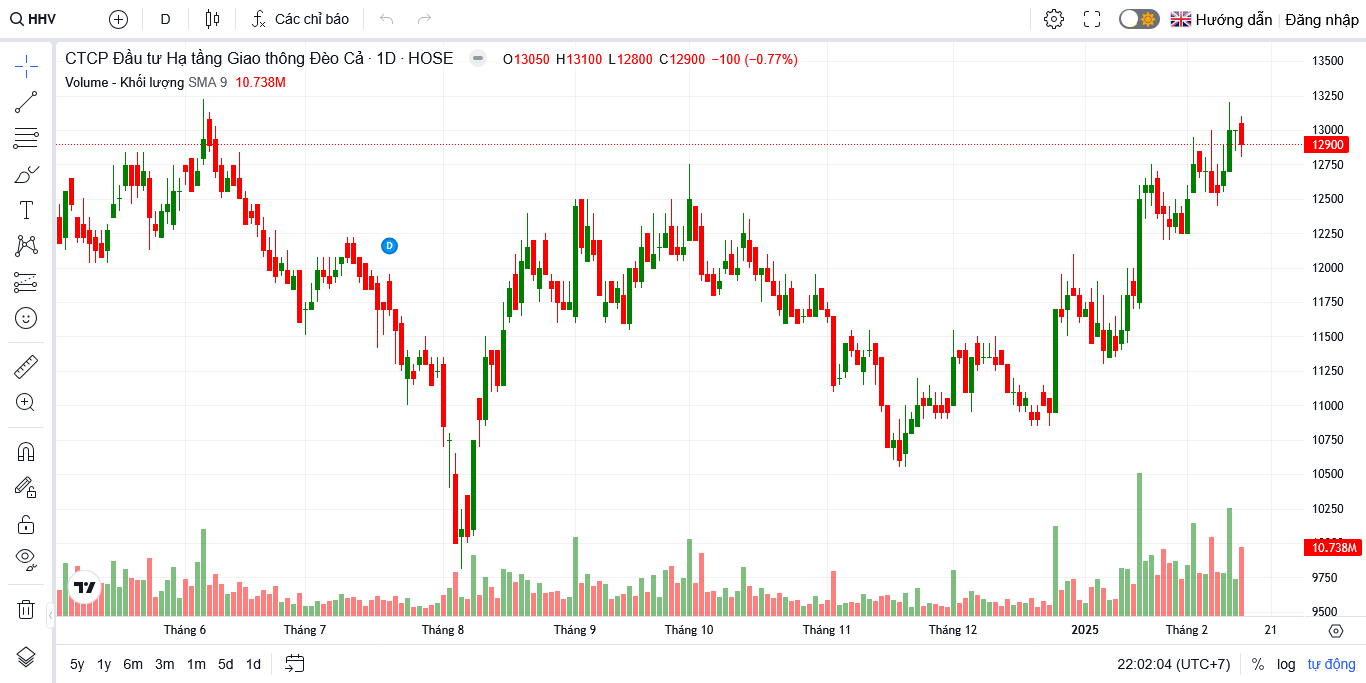 HHV D Các chỉ báo Hướng dẫn Đăng nhập
CTCP Đầu tư Hạ tầng Giao thông Đèo Cả · 1D · HOSE O13050 H13100 L12800 C12900 −100 (−0.77%)
Volume - Khối lượng SMA 9 10.738M
13500
13250
13000
12900
12750
12500
12250
D
12000
11750
11500
11250
11000
10750
10500
10250
10.738M
9750
9500
Tháng 6 Tháng 7 Tháng 8 Tháng 9 Tháng 10 Tháng 11 Tháng 12 2025 Tháng 2 21
5y 1y 6m 3m 1m 5d 1d 22:02:04 (UTC+7) % log tự động